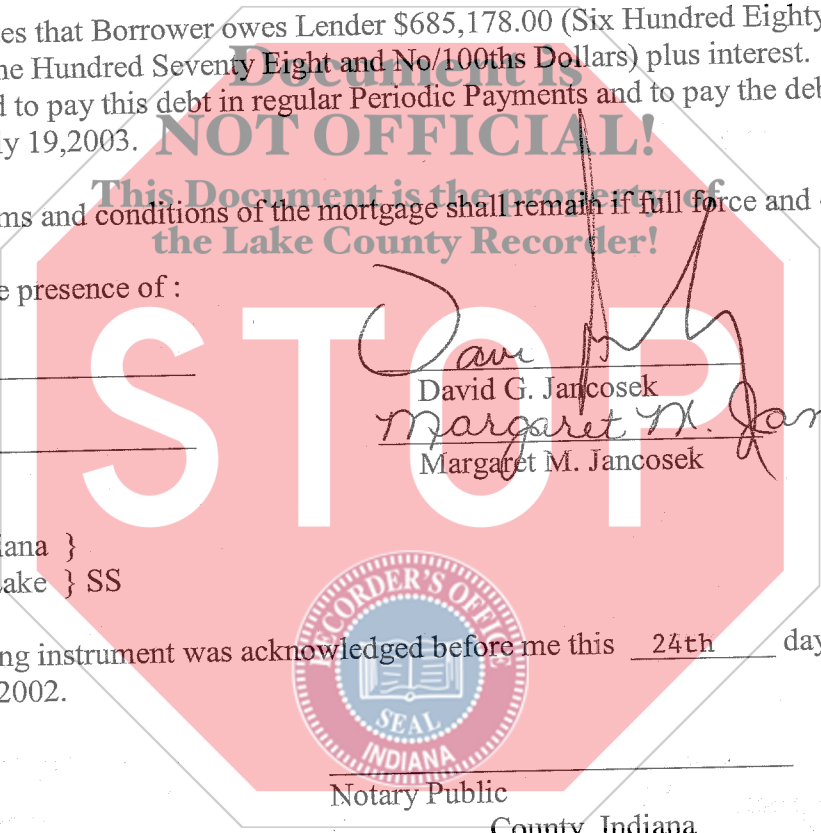 es that Borrower owes Lender $685,178.00 (Six Hundred Eighty
ne Hundred Seventy Eight and No/100ths Dollars) plus interest.
d to pay this debt in regular Periodic Payments and to pay the deb
ly 19,2003.
Document is
NOT OFFICIAL!
This Document is the property of
the Lake County Recorder!
ms and conditions of the mortgage shall remain if full force and
e presence of :
STOP
David G. Jancosek
Margaret M. Jan
Margaret M. Jancosek
iana }
ake } SS
ng instrument was acknowledged before me this 24th day
2002.
RECORDER'S OFFICE
SEAL
INDIANA
Notary Public
County, Indiana